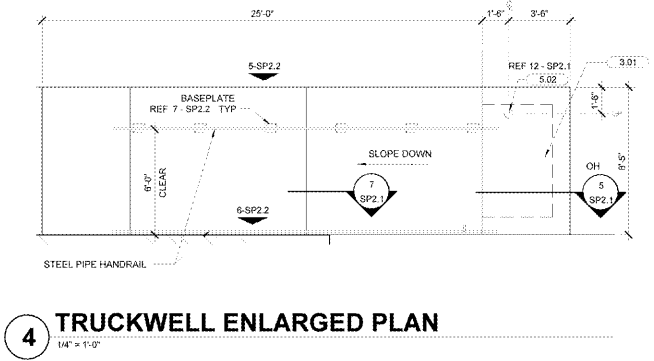 25'-0"
1'-6"
3'-6"
5-SP2.2
REF 12 - SP2.1
3.01
5.02
BASEPLATE
REF 7 - SP2.2 TYP
1'-6"
SLOPE DOWN
6'-0"
CLEAR
OH
8'-5"
7
SP2.1
5
SP2.1
6-SP2.2
STEEL PIPE HANDRAIL
4
TRUCKWELL ENLARGED PLAN
1/4" = 1'-0"